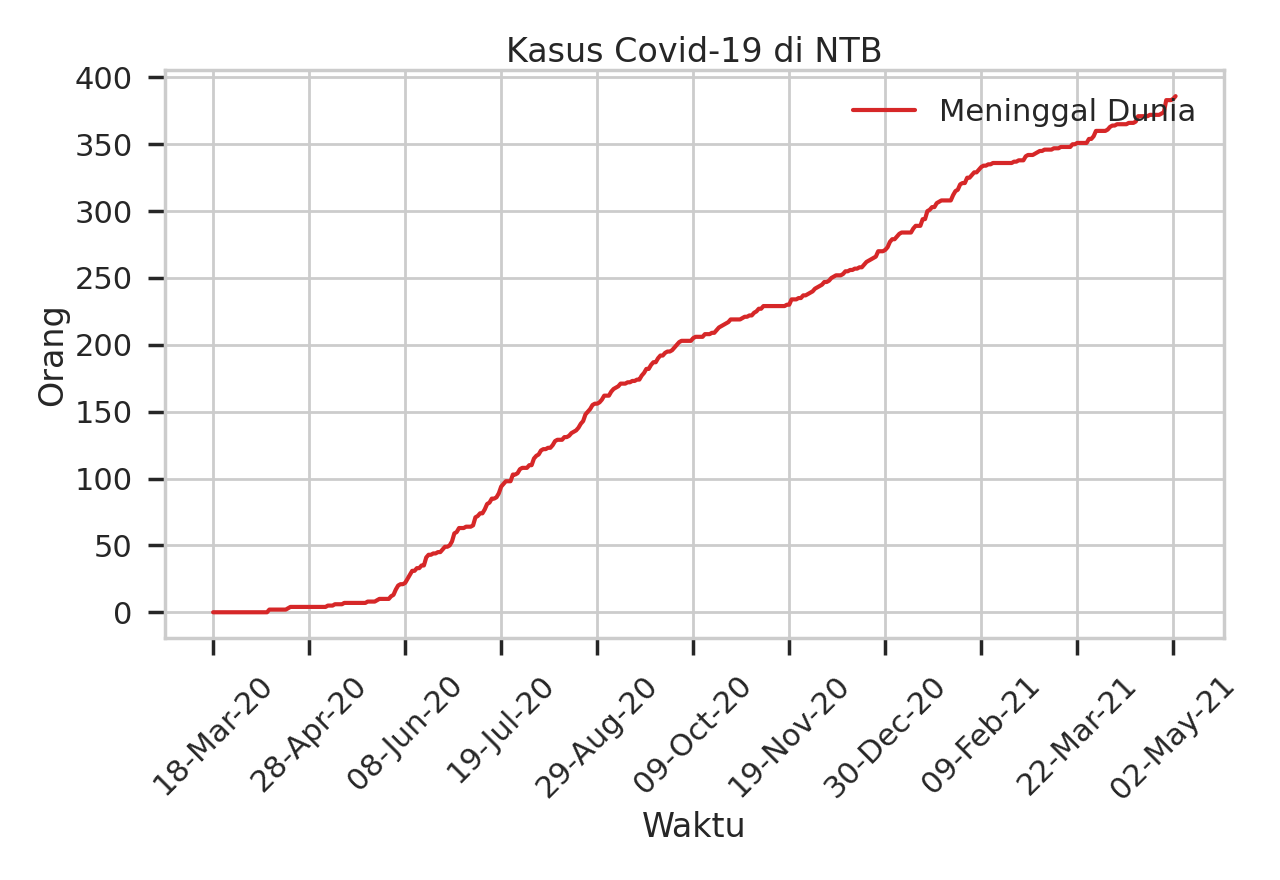 Kasus Covid-19 di NTB
Meninggal Dunia
Orang
400
350
300
250
200
150
100
50
0
18-Mar-20
28-Apr-20
08-Jun-20
19-Jul-20
29-Aug-20
09-Oct-20
19-Nov-20
30-Dec-20
09-Feb-21
22-Mar-21
02-May-21
Waktu